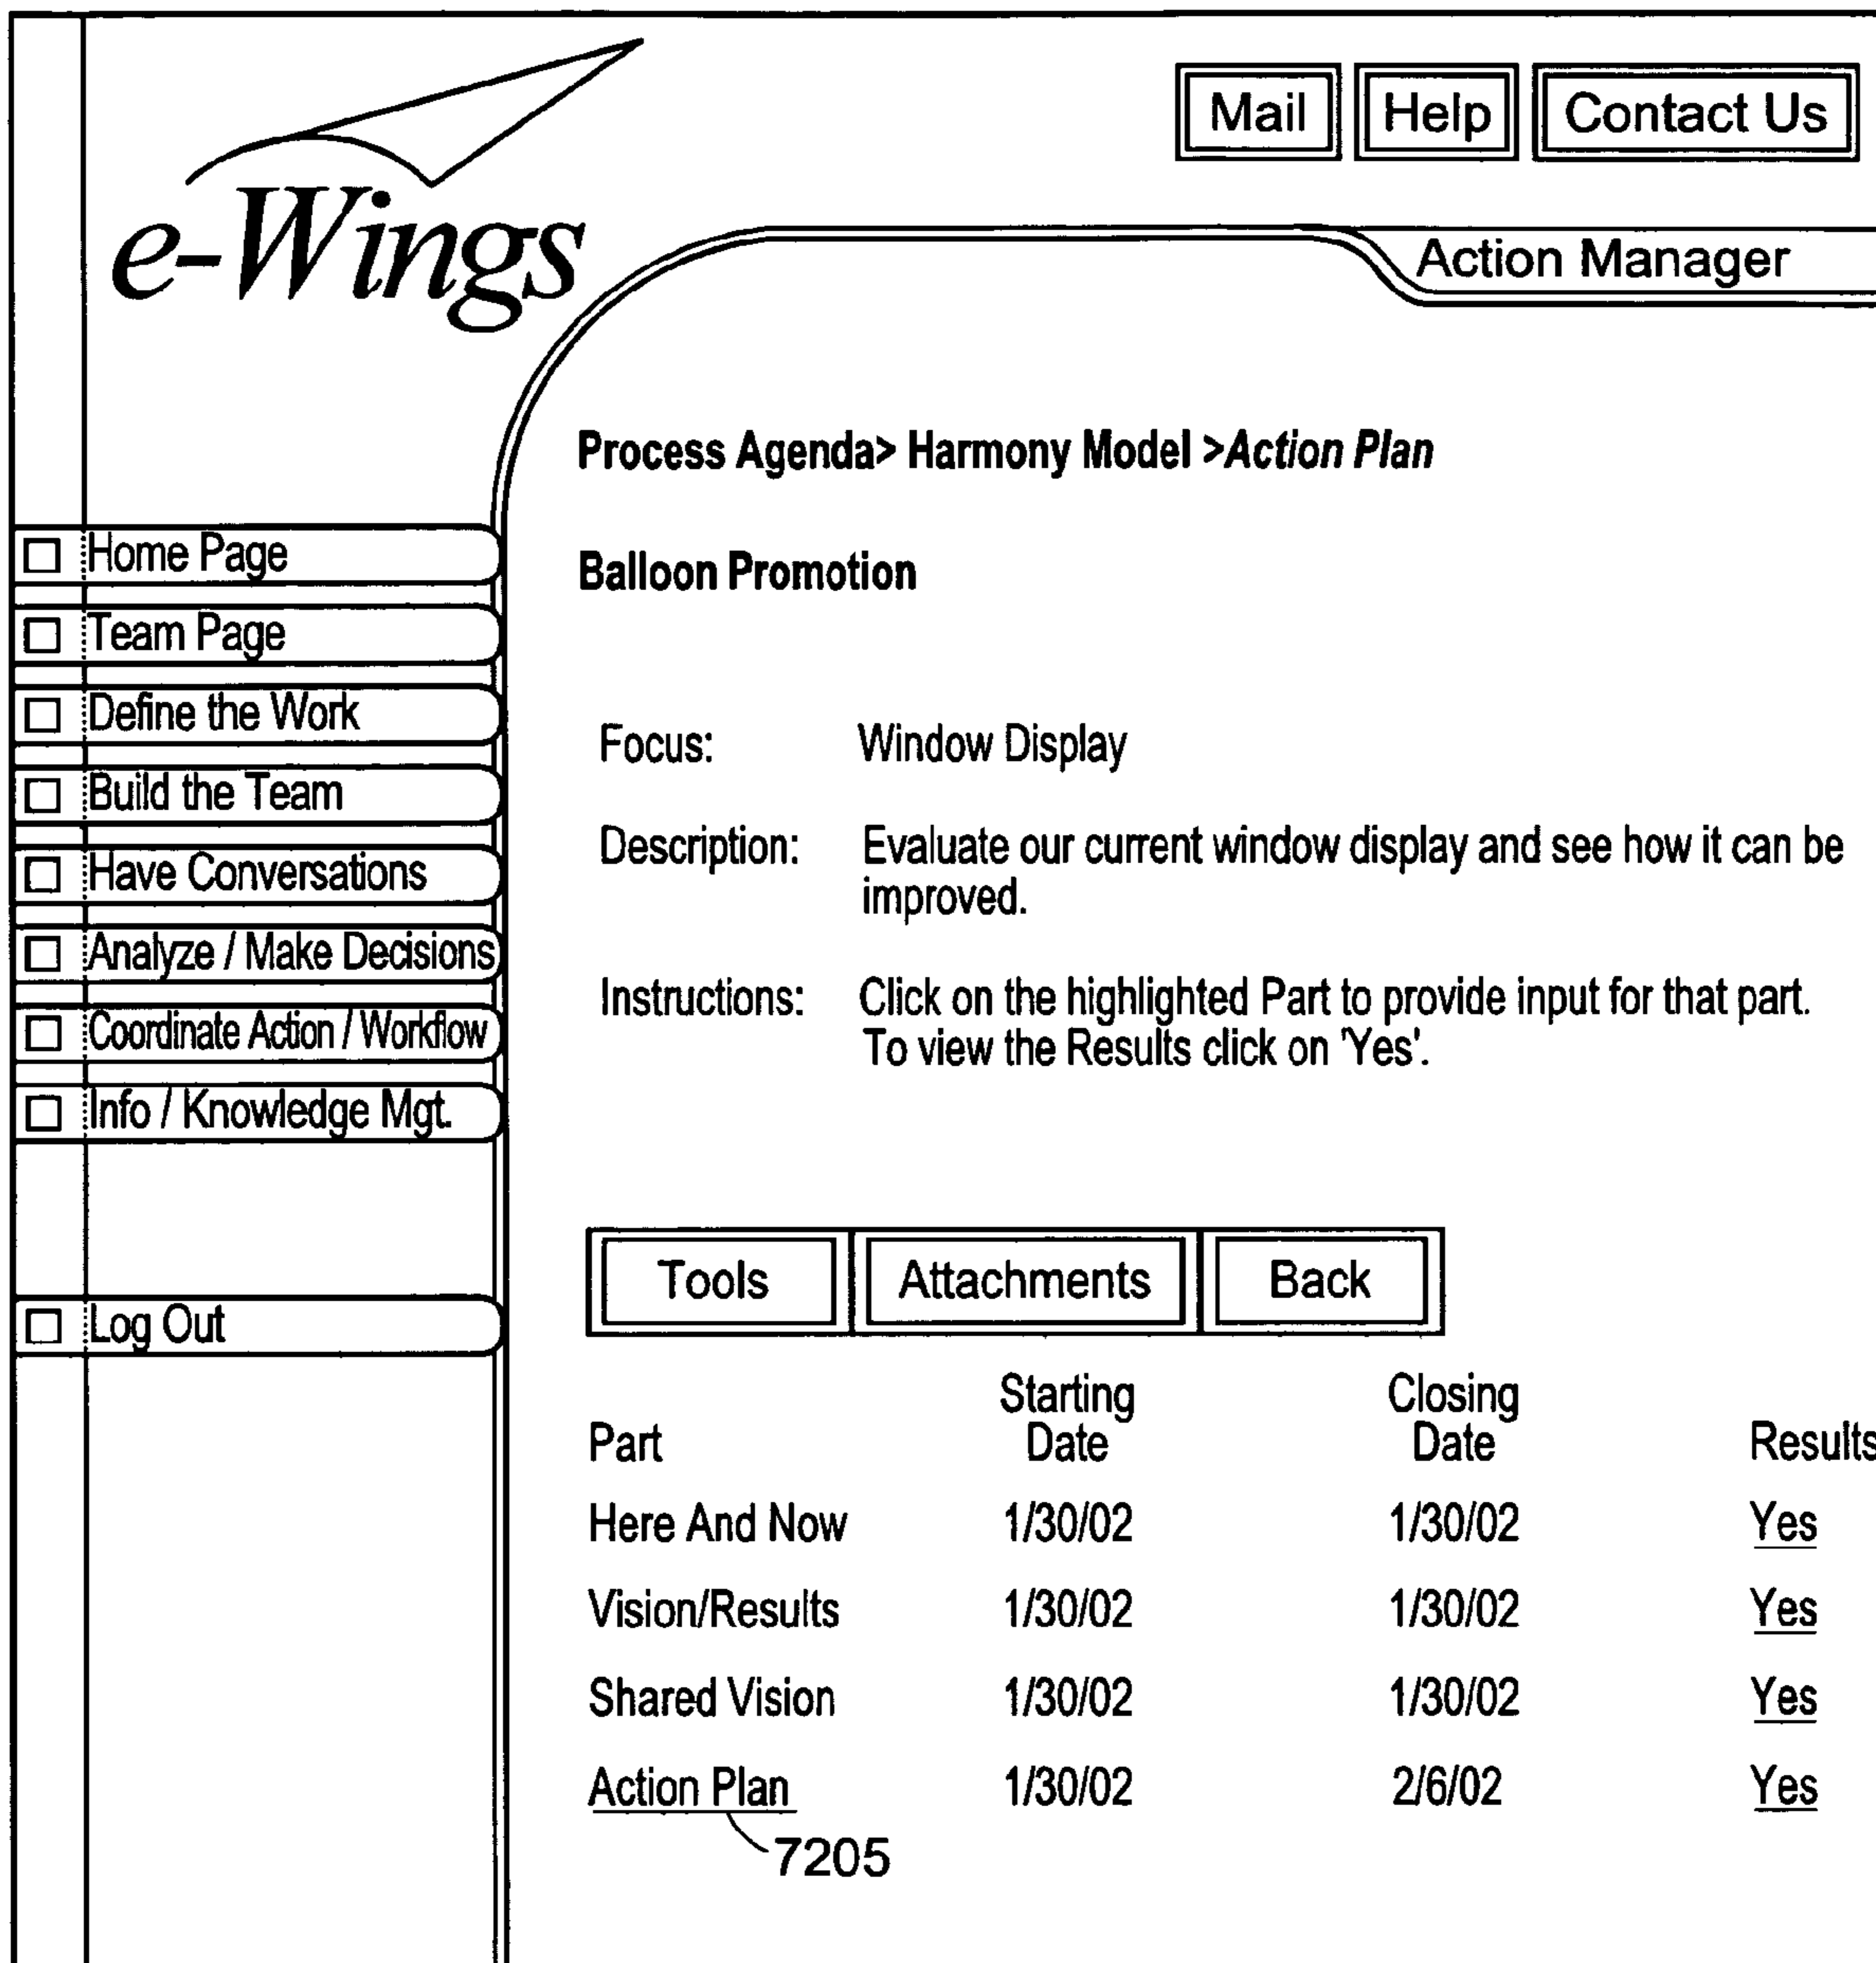 Mail Help Contact Us
e-Wings
Action Manager
Process Agenda> Harmony Model >Action Plan
Home Page
Team Page
Define the Work
Build the Team
Have Conversations
Analyze / Make Decisions
Coordinate Action / Workflow
Info / Knowledge Mgt.
Log Out
Balloon Promotion
Focus: Window Display
Description: Evaluate our current window display and see how it can be
improved.
Instructions: Click on the highlighted Part to provide input for that part.
To view the Results click on 'Yes'.
Tools Attachments Back
Starting Closing
Part Date Date Results
Here And Now 1/30/02 1/30/02 Yes
Vision/Results 1/30/02 1/30/02 Yes
Shared Vision 1/30/02 1/30/02 Yes
Action Plan 1/30/02 2/6/02 Yes
7205